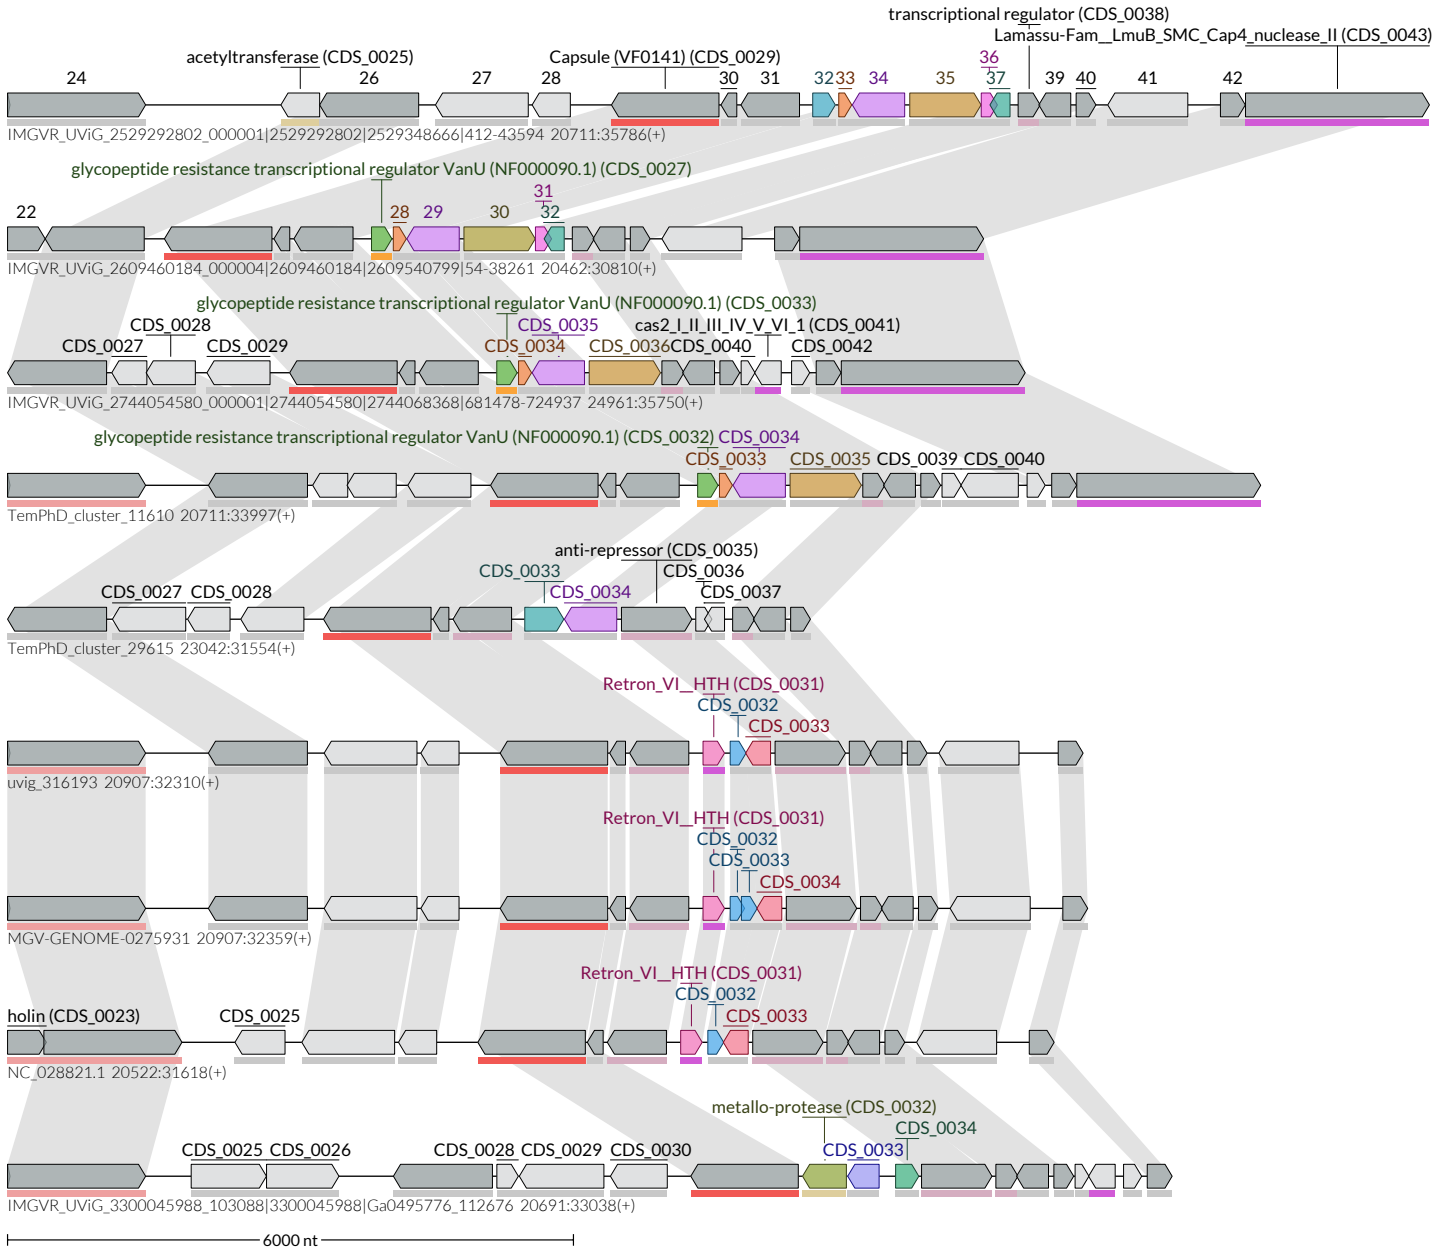 transcriptional regulator (CDS_0038)
Lamassu-Fam__LmuB_SMC_Cap4_nuclease_II (CDS_0043)
acetyltransferase (CDS_0025) Capsule (VF0141) (CDS_0029) 36
24 26 27 28 30 31 32 33 34 35 37 39 40 41 42
IMGVR_UViG_2529292802_000001|2529292802|2529348666|412-43594 20711:35786(+)
glycopeptide resistance transcriptional regulator VanU (NF000090.1) (CDS_0027)
31
22 28 29 30 32
IMGVR_UViG_2609460184_000004|2609460184|2609540799|54-38261 20462:30810(+)
glycopeptide resistance transcriptional regulator VanU (NF000090.1) (CDS_0033)
CDS_0028 CDS_0035 cas2_I_II_III_IV_V_VI_1 (CDS_0041)
CDS_0027 CDS_0029 CDS_0034 CDS_0036 CDS_0040 CDS_0042
IMGVR_UViG_2744054580_000001|2744054580|2744068368|681478-724937 24961:35750(+)
glycopeptide resistance transcriptional regulator VanU (NF000090.1) (CDS_0032) CDS_0034
CDS_0033 CDS_0035 CDS_0039 CDS_0040
TemPhD_cluster_11610 20711:33997(+)
anti-repressor (CDS_0035)
CDS_0033 CDS_0036
CDS_0027 CDS_0028 CDS_0034 CDS_0037
TemPhD_cluster_29615 23042:31554(+)
Retron_VI__HTH (CDS_0031)
CDS_0032
CDS_0033
uvig_316193 20907:32310(+)
Retron_VI__HTH (CDS_0031)
CDS_0032
CDS_0033
CDS_0034
MGV-GENOME-0275931 20907:32359(+)
Retron_VI__HTH (CDS_0031)
CDS_0032
holin (CDS_0023) CDS_0025 CDS_0033
NC_028821.1 20522:31618(+)
metallo-protease (CDS_0032)
CDS_0034
CDS_0025 CDS_0026 CDS_0028 CDS_0029 CDS_0030 CDS_0033
IMGVR_UViG_3300045988_103088|3300045988|Ga0495776_112676 20691:33038(+)
6000 nt